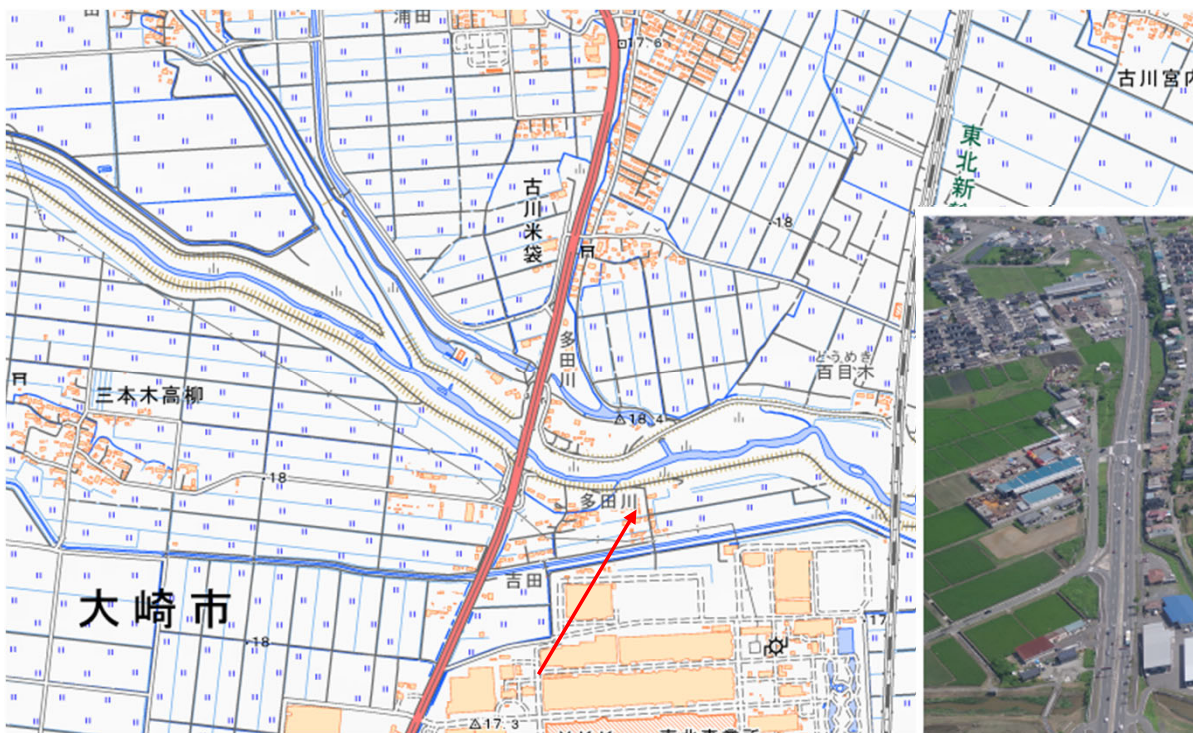 浦田
17.6
古川宮内
東北新
古川米袋
18
多田川
どうめき
百目木
18.4
三本木高柳
18
多田川
吉田
大崎市
18
17
17.3